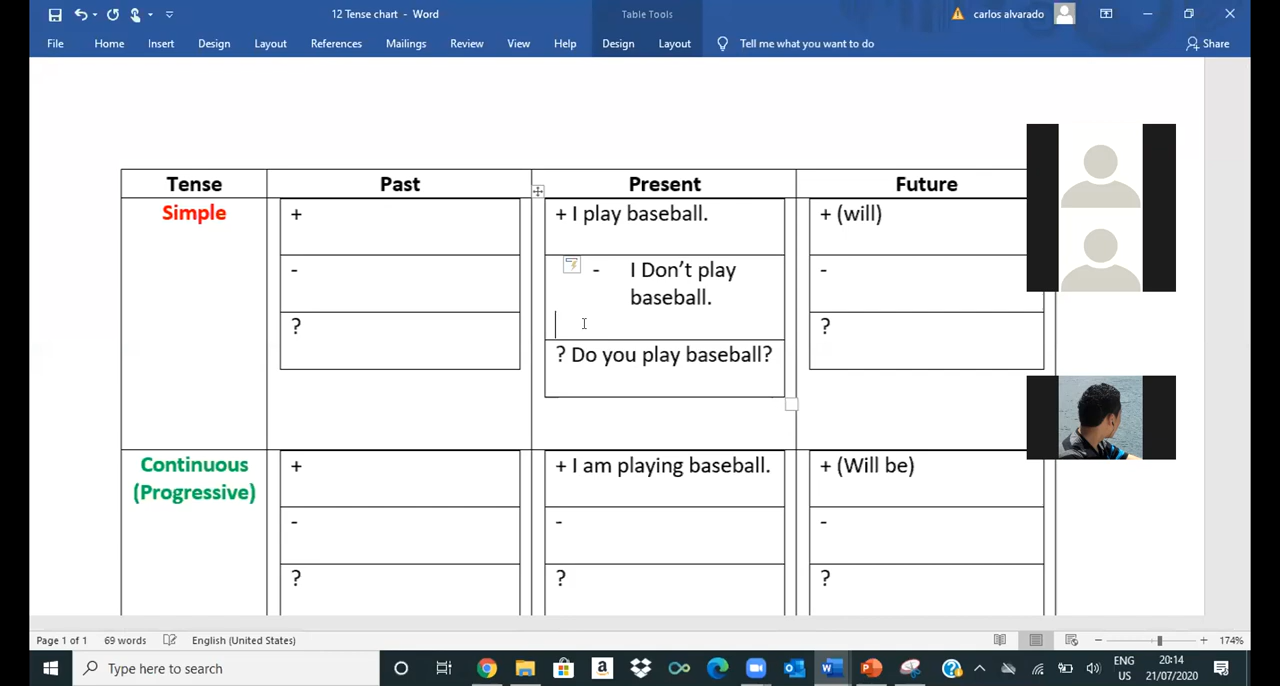 12 Tense chart - Word
Table Tools
carlos alvarado
File Home Insert Design Layout References Mailings Review View Help Design Layout Tell me what you want to do Share
Tense Past Present Future
Simple + + I play baseball. + (will)
- - I Don't play - 
baseball.
? ? Do you play baseball? ?
Continuous + + I am playing baseball. + (Will be)
(Progressive)
- - -
? ? ?
Page 1 of 1 69 words English (United States) 174%
Type here to search
ENG 20:14
US 21/07/2020